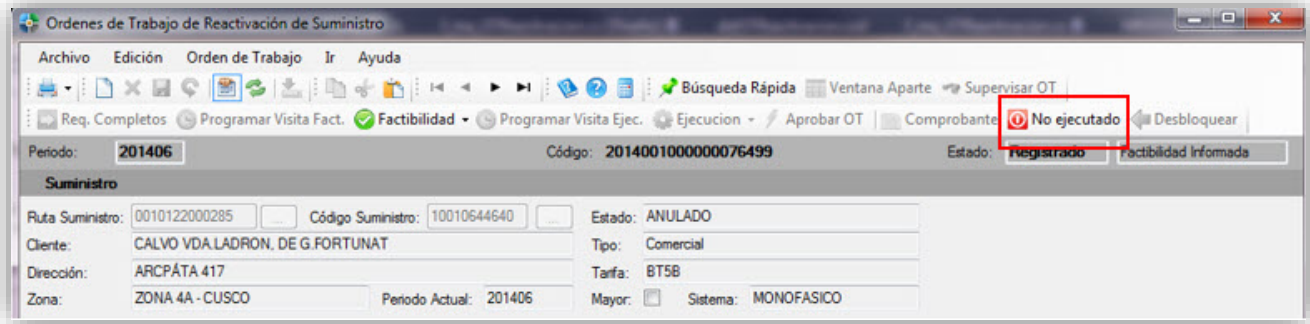 Ordenes de Trabajo de Reactivación de Suministro
Archivo Edición Orden de Trabajo Ir Ayuda
Búsqueda Rápida Ventana Aparte Supervisar OT
Req. Completos Programar Visita Fact. Factibilidad Programar Visita Ejec. Ejecucion Aprobar OT Comprobante No ejecutado Desbloquear
Periodo: 201406 Código: 2014001000000076499 Estado: Registrado Factibilidad Informada
Suministro
Ruta Suministro: 0010122000285 ... Código Suministro: 10010644640 ... Estado: ANULADO
Cliente: CALVO VDA.LADRON, DE G.FORTUNAT Tipo: Comercial
Dirección: ARCPÁTA 417 Tarifa: BT5B
Zona: ZONA 4A - CUSCO Periodo Actual: 201406 Mayor: Sistema: MONOFASICO